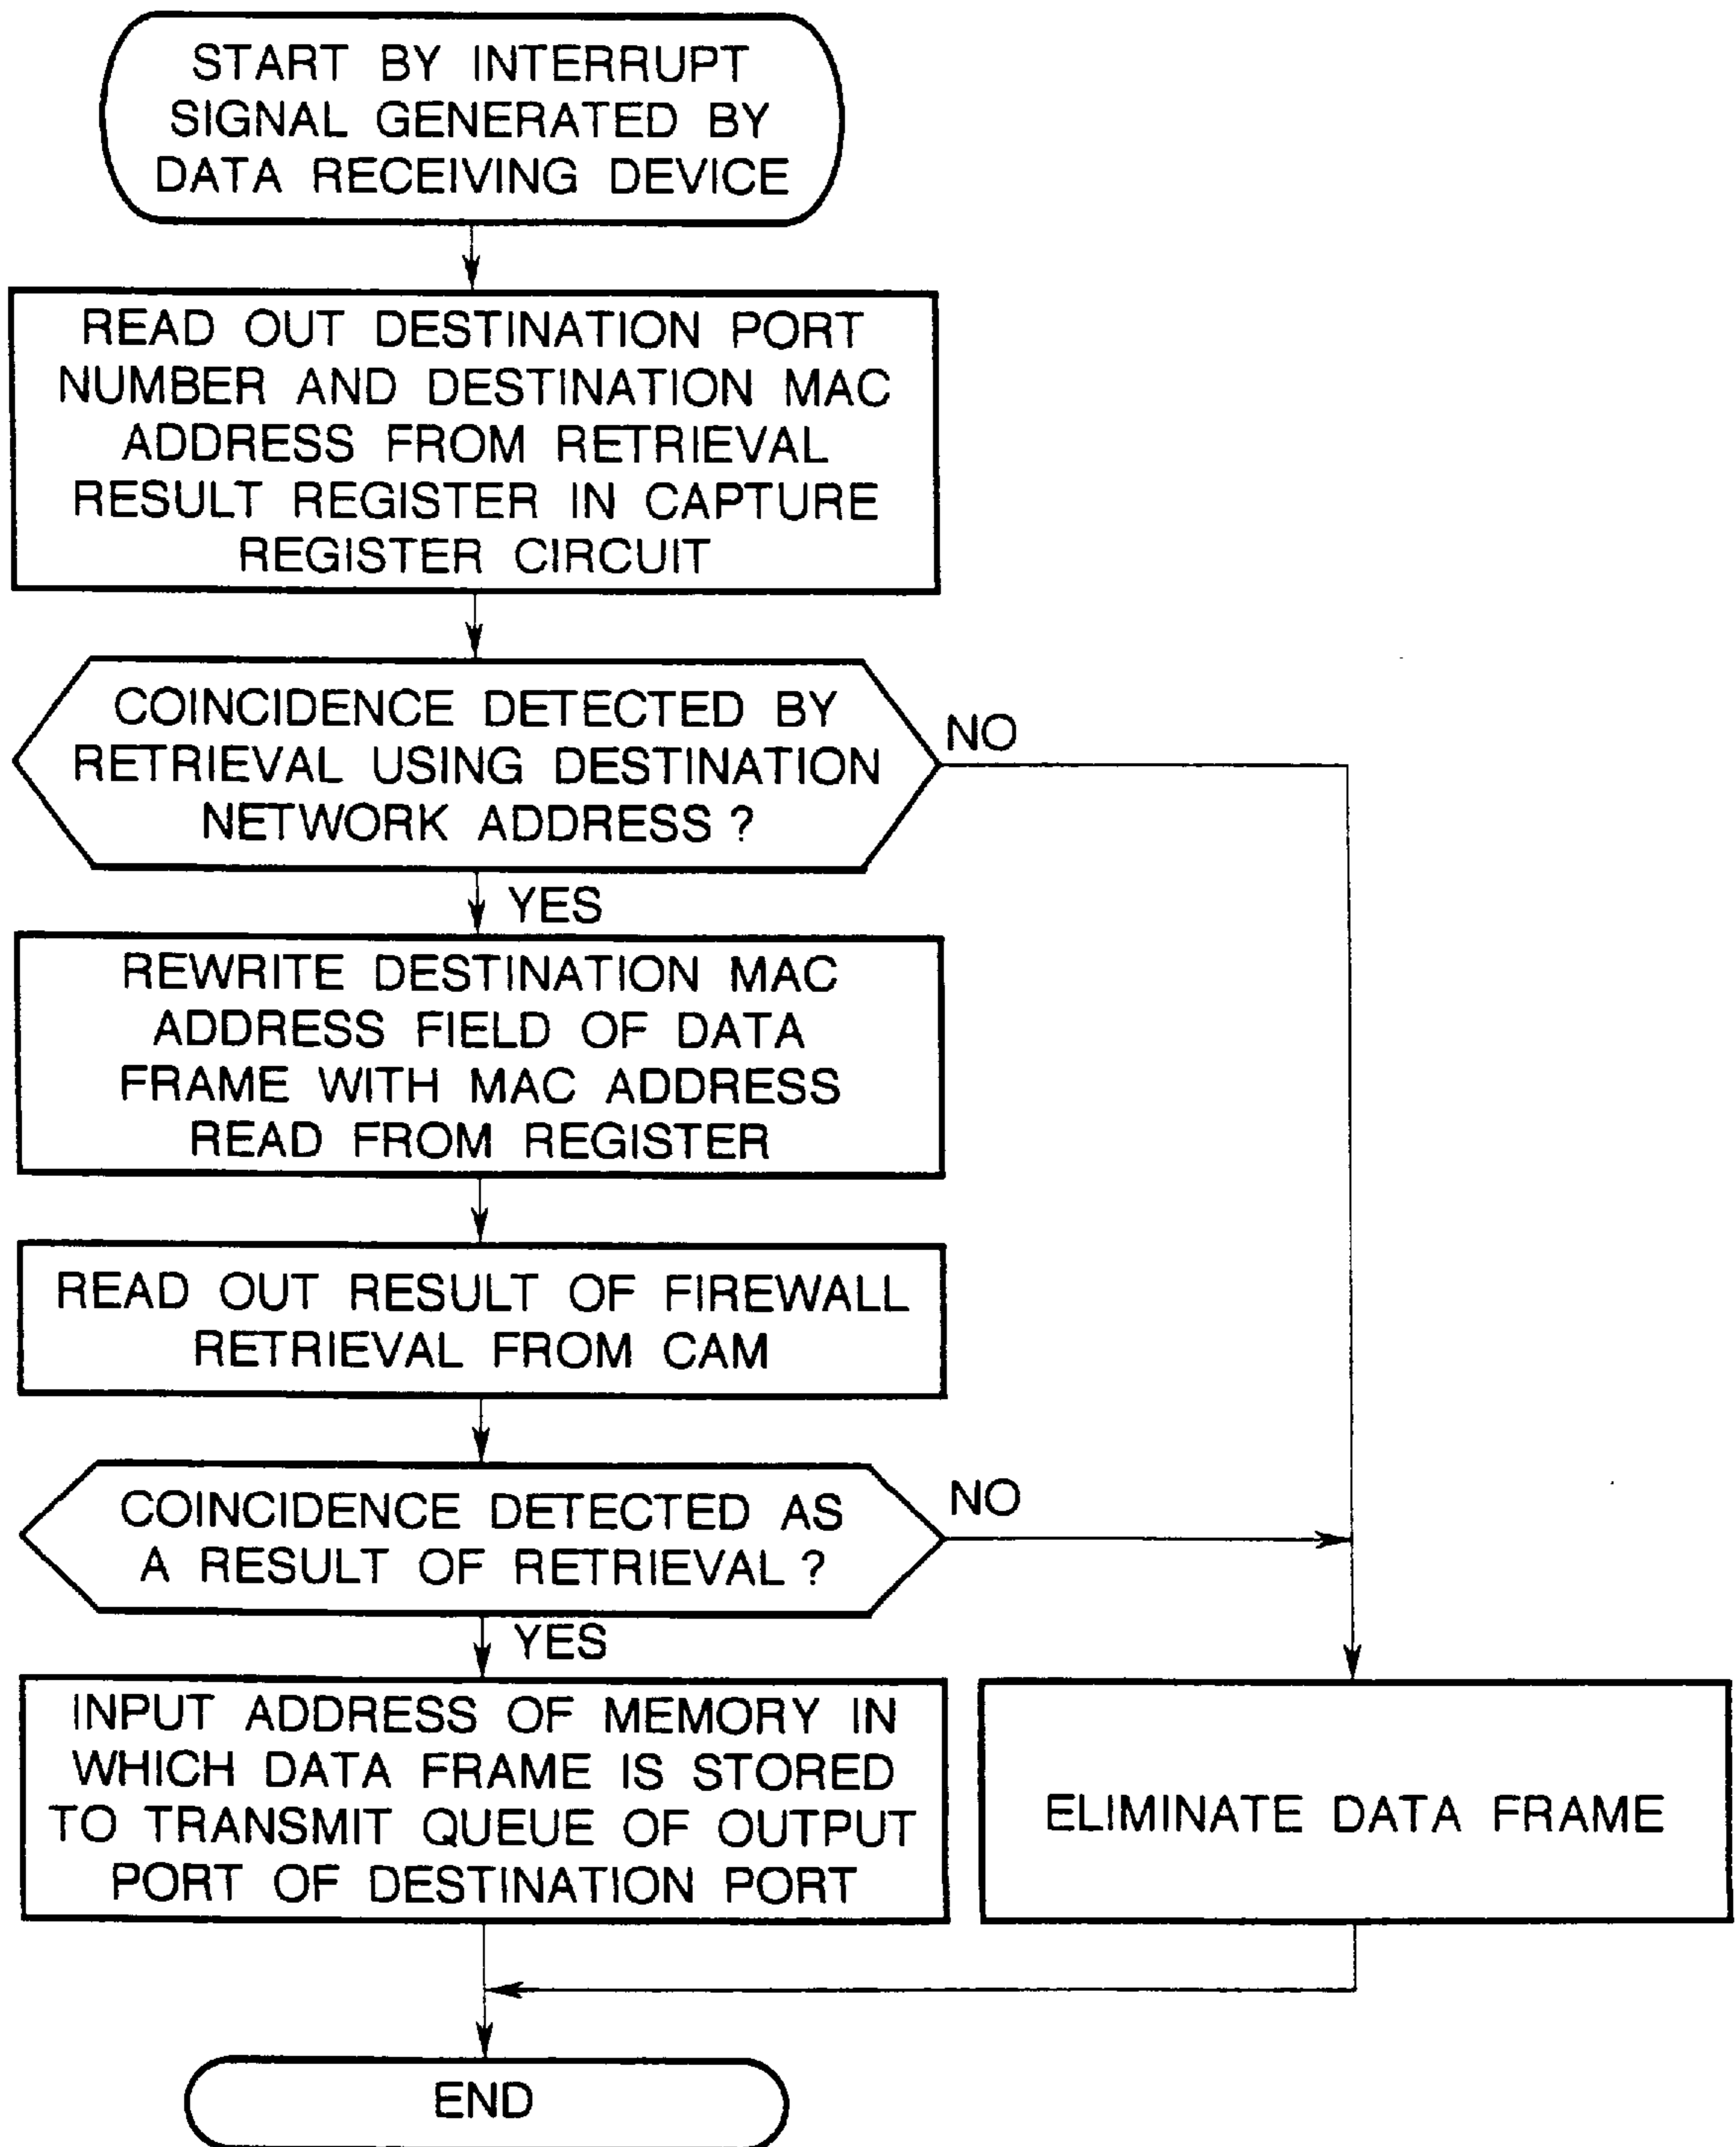 START BY INTERRUPT
SIGNAL GENERATED BY
DATA RECEIVING DEVICE
READ OUT DESTINATION PORT
NUMBER AND DESTINATION MAC
ADDRESS FROM RETRIEVAL
RESULT REGISTER IN CAPTURE
REGISTER CIRCUIT
COINCIDENCE DETECTED BY
RETRIEVAL USING DESTINATION
NETWORK ADDRESS ?
NO
YES
REWRITE DESTINATION MAC
ADDRESS FIELD OF DATA
FRAME WITH MAC ADDRESS
READ FROM REGISTER
READ OUT RESULT OF FIREWALL
RETRIEVAL FROM CAM
COINCIDENCE DETECTED AS
A RESULT OF RETRIEVAL ?
NO
YES
INPUT ADDRESS OF MEMORY IN
WHICH DATA FRAME IS STORED
TO TRANSMIT QUEUE OF OUTPUT
PORT OF DESTINATION PORT
ELIMINATE DATA FRAME
END